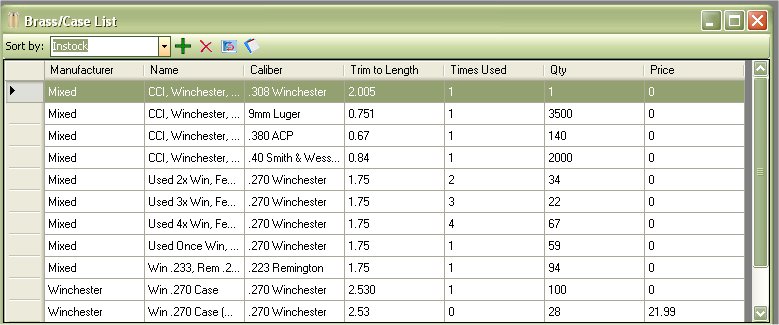 Brass/Case List
Sort by: Instock
Manufacturer Name Caliber Trim to Length Times Used Qty Price
Mixed CCI, Winchester, ... .308 Winchester 2.005 1 1 0
Mixed CCI, Winchester, ... 9mm Luger 0.751 1 3500 0
Mixed CCI, Winchester, ... .380 ACP 0.67 1 140 0
Mixed CCI, Winchester, ... .40 Smith & Wess... 0.84 1 2000 0
Mixed Used 2x Win, Fe... .270 Winchester 1.75 2 34 0
Mixed Used 3x Win, Fe... .270 Winchester 1.75 3 22 0
Mixed Used 4x Win, Fe... .270 Winchester 1.75 4 67 0
Mixed Used Once Win, ... .270 Winchester 1.75 1 59 0
Mixed Win .233, Rem .2... .223 Remington 1.75 1 94 0
Winchester Win .270 Case .270 Winchester 2.530 1 100 0
Winchester Win .270 Case (... .270 Winchester 2.53 0 28 21.99